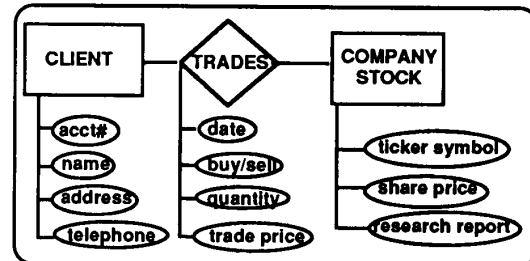 CLIENT
TRADES
COMPANY
STOCK
acct#
name
address
telephone
date
buy/sell
quantity
trade price
ticker symbol
share price
research report